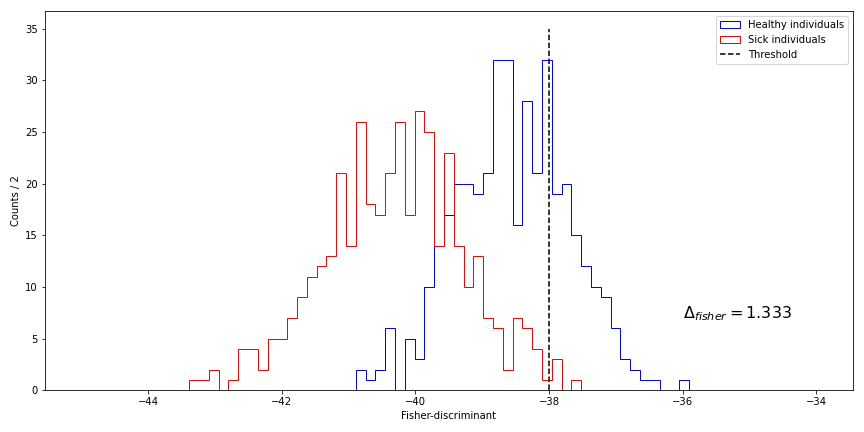 Healthy individuals
Sick individuals
Threshold
Counts / 2
35
30
25
20
15
10
5
0
Δfisher = 1.333
−44
−42
−40
−38
−36
−34
Fisher-discriminant